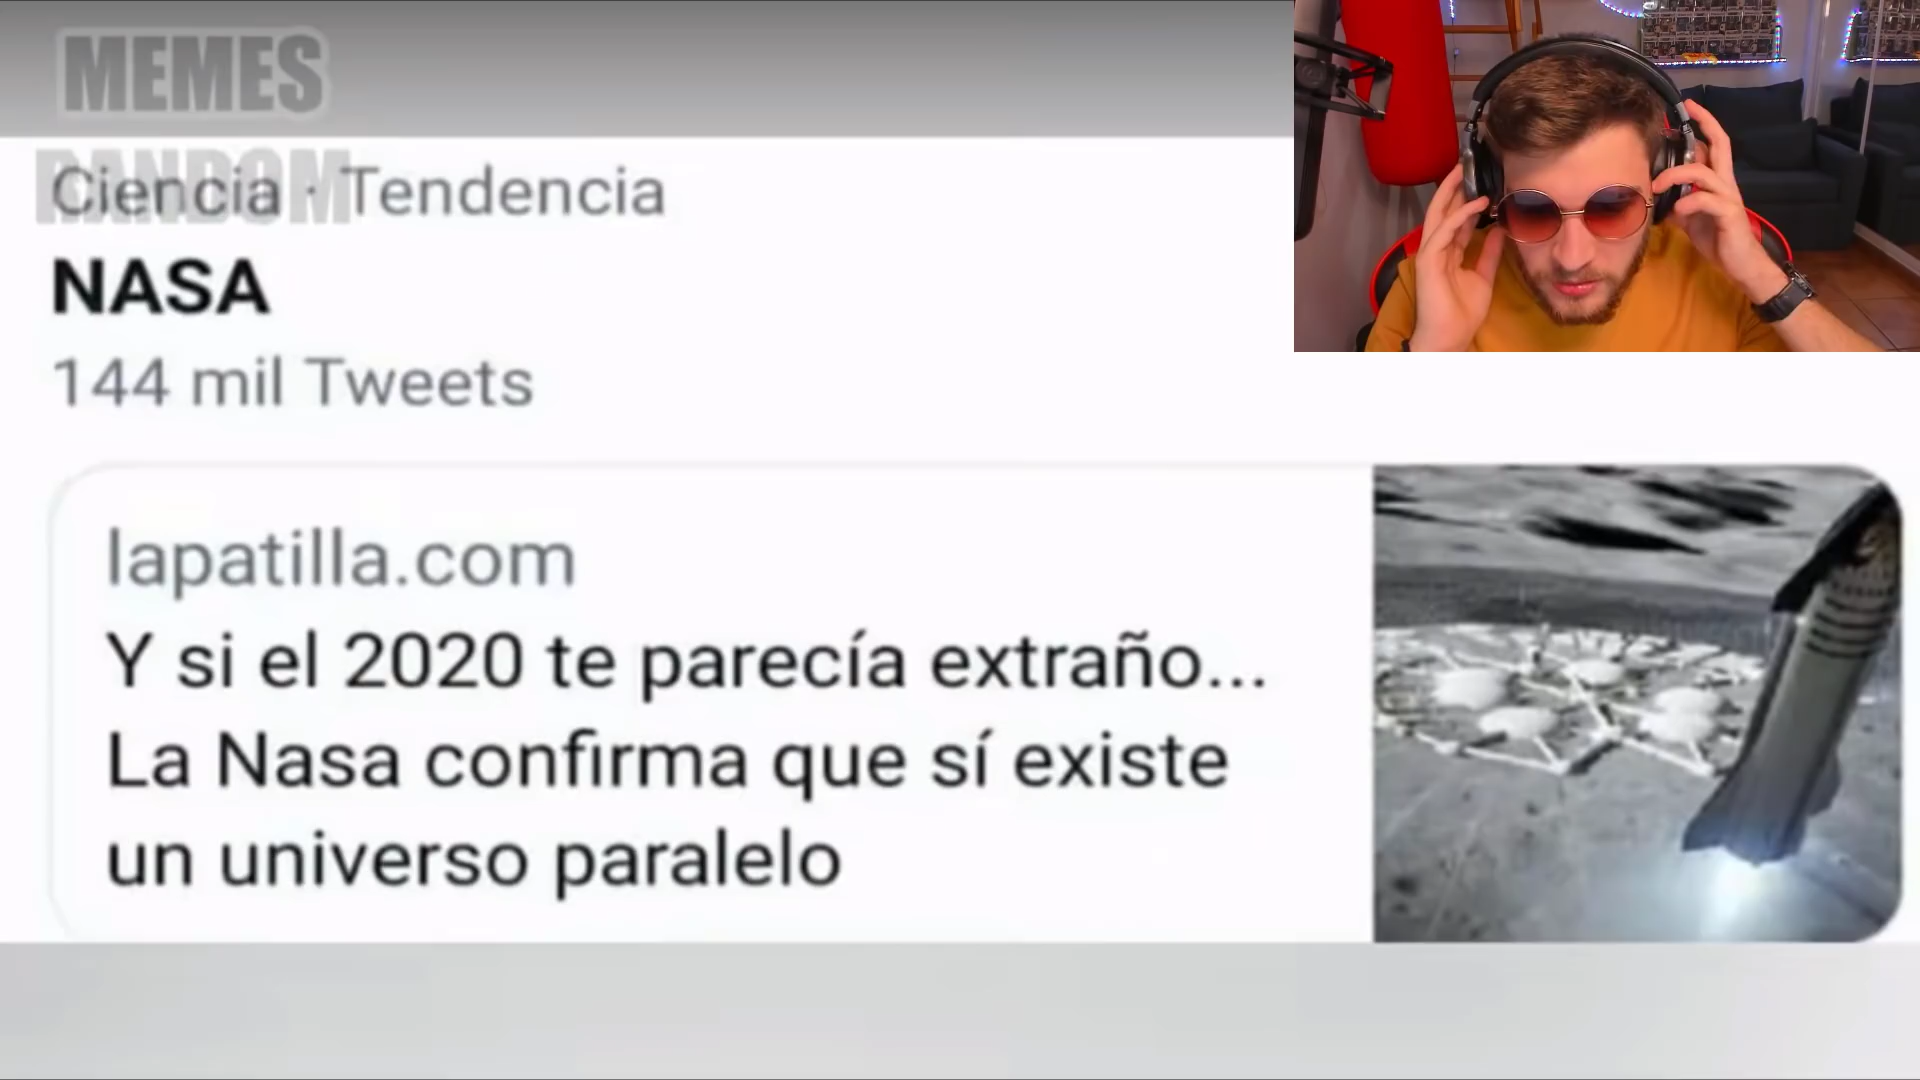 MEMES
RANDOM
Ciencia · Tendencia
NASA
144 mil Tweets
lapatilla.com
Y si el 2020 te parecía extraño...
La Nasa confirma que sí existe
un universo paralelo